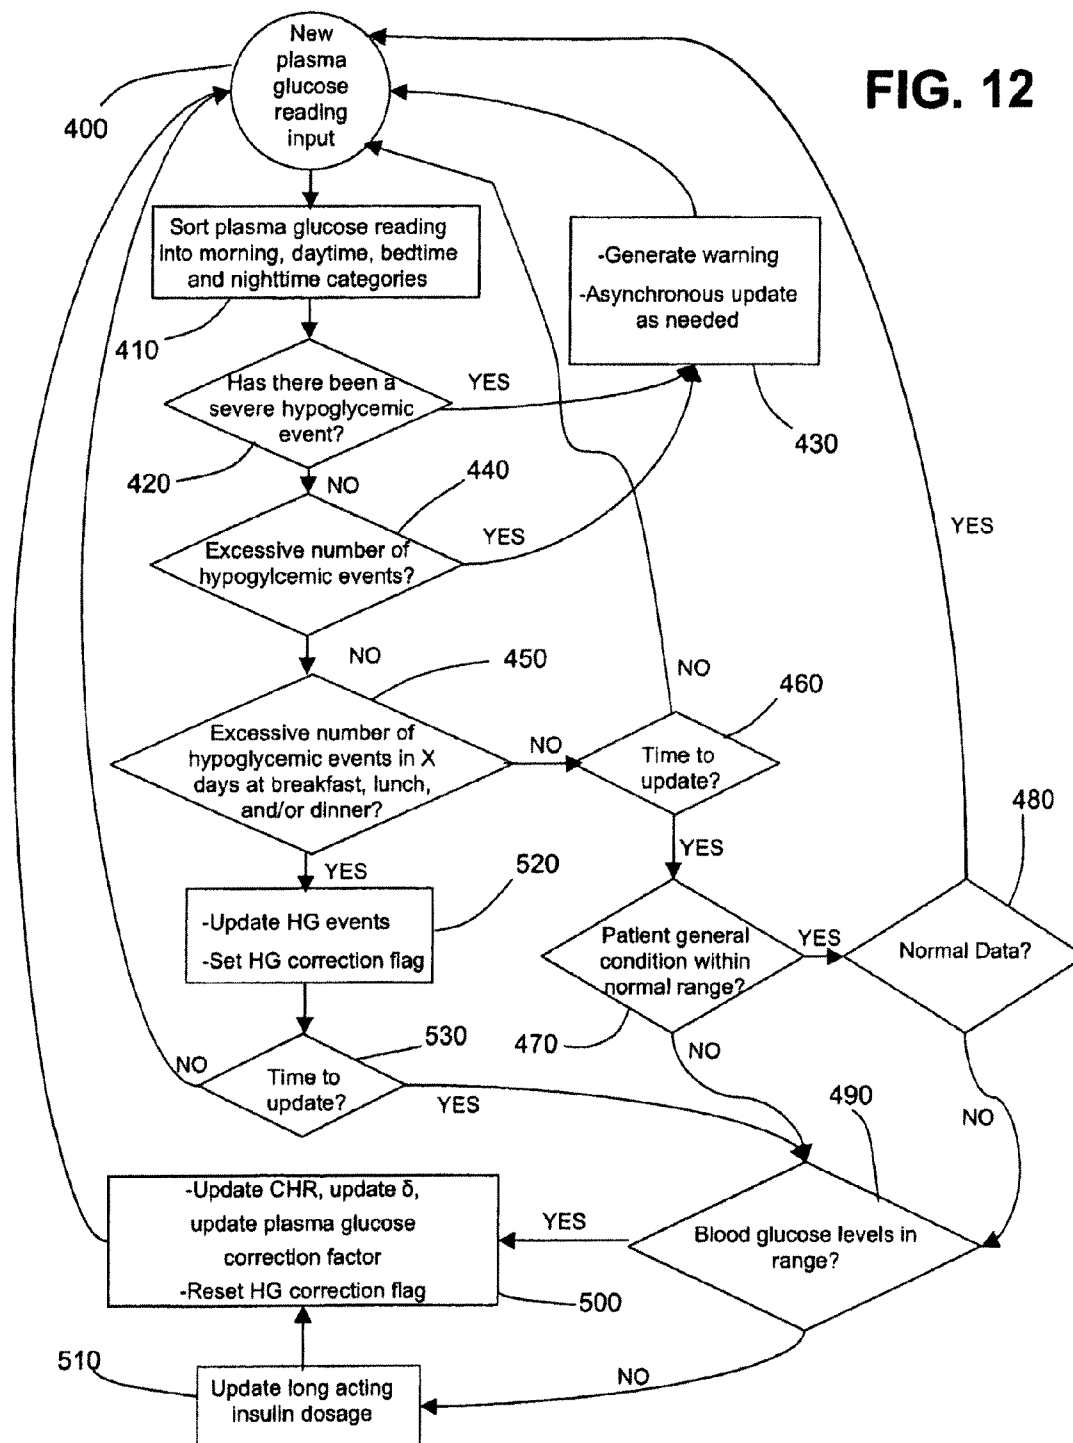 FIG. 12
New
plasma
glucose
reading
input
400
Sort plasma glucose reading
into morning, daytime, bedtime
and nighttime categories
410
-Generate warning
-Asynchronous update
as needed
430
Has there been a
severe hypoglycemic
event?
YES
420
NO
440
Excessive number of
hypogylcemic events?
YES
YES
NO
450
Excessive number of
hypoglycemic events in X
days at breakfast, lunch,
and/or dinner?
NO
NO
460
Time to
update?
480
YES
YES
520
-Update HG events
-Set HG correction flag
Patient general
condition within
normal range?
YES
Normal Data?
470
NO
530
NO
Time to
update?
YES
490
NO
-Update CHR, update δ,
update plasma glucose
correction factor
-Reset HG correction flag
YES
Blood glucose levels in
range?
500
510
NO
Update long acting
insulin dosage